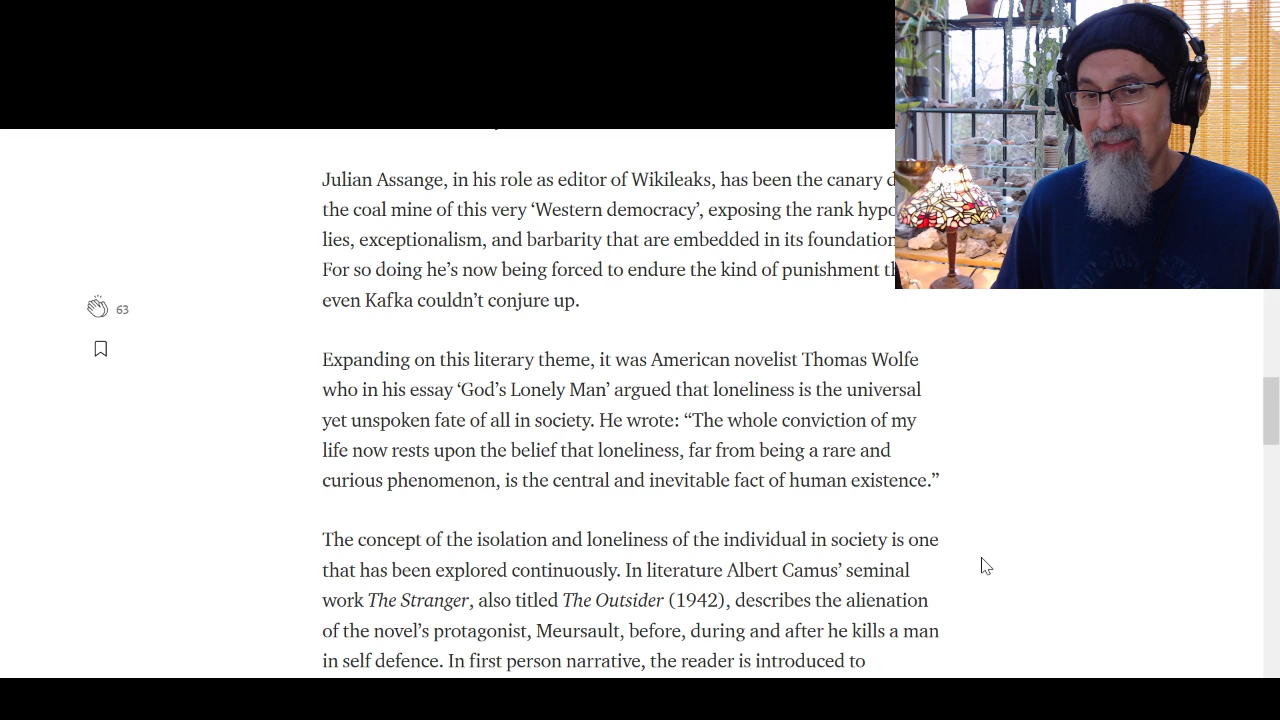 Julian Assange, in his role as editor of Wikileaks, has been the canary
the coal mine of this very ‘Western democracy’, exposing the rank
lies, exceptionalism, and barbarity that are embedded in its
For so doing he’s now being forced to endure the kind of punishment
even Kafka couldn’t conjure up.
63
Expanding on this literary theme, it was American novelist Thomas Wolfe
who in his essay ‘God’s Lonely Man’ argued that loneliness is the universal
yet unspoken fate of all in society. He wrote: “The whole conviction of my
life now rests upon the belief that loneliness, far from being a rare and
curious phenomenon, is the central and inevitable fact of human existence.”
The concept of the isolation and loneliness of the individual in society is one
that has been explored continuously. In literature Albert Camus’ seminal
work The Stranger, also titled The Outsider (1942), describes the alienation
of the novel’s protagonist, Meursault, before, during and after he kills a man
in self defence. In first person narrative, the reader is introduced to